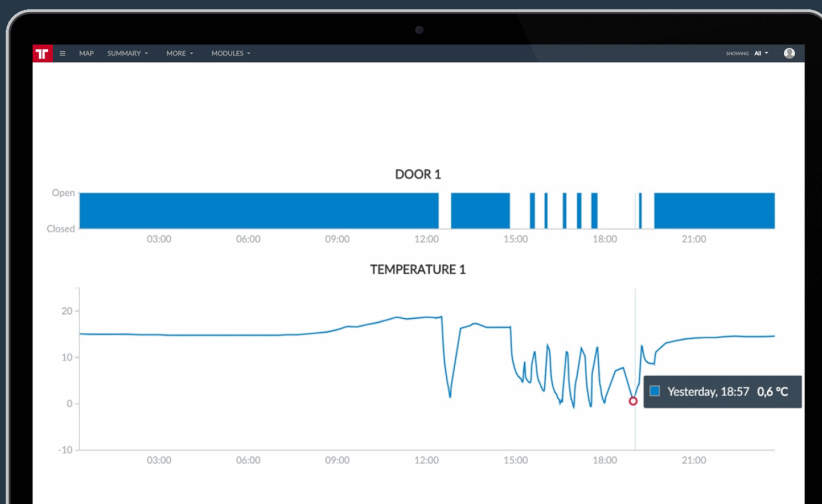 MAP SUMMARY MORE MODULES SHOWING All
DOOR 1
Open
Closed
03:00 06:00 09:00 12:00 15:00 18:00 21:00
TEMPERATURE 1
20
10
0
-10
Yesterday, 18:57 0,6 °C
03:00 06:00 09:00 12:00 15:00 18:00 21:00